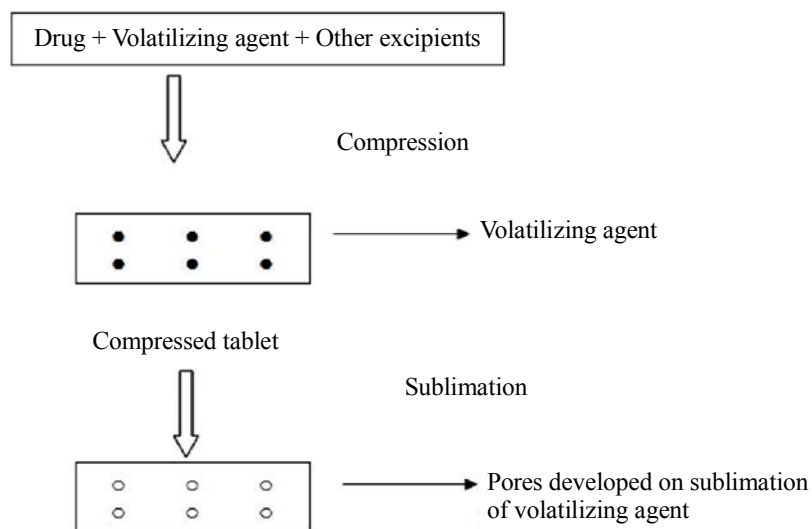 Drug + Volatilizing agent + Other excipients
Compression
Volatilizing agent
Compressed tablet
Sublimation
Pores developed on sublimation
of volatilizing agent